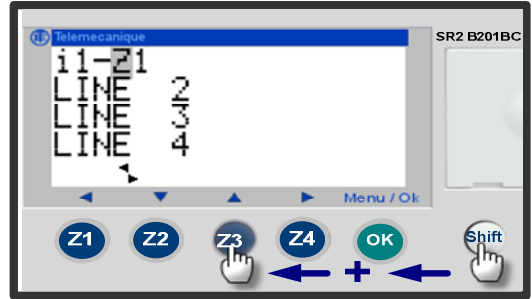 Telemecanique
SR2 B201BC
i1-Z1
LINE 2
LINE 3
LINE 4
Menu / Ok
Z1 Z2 Z3 Z4 OK Shift
+